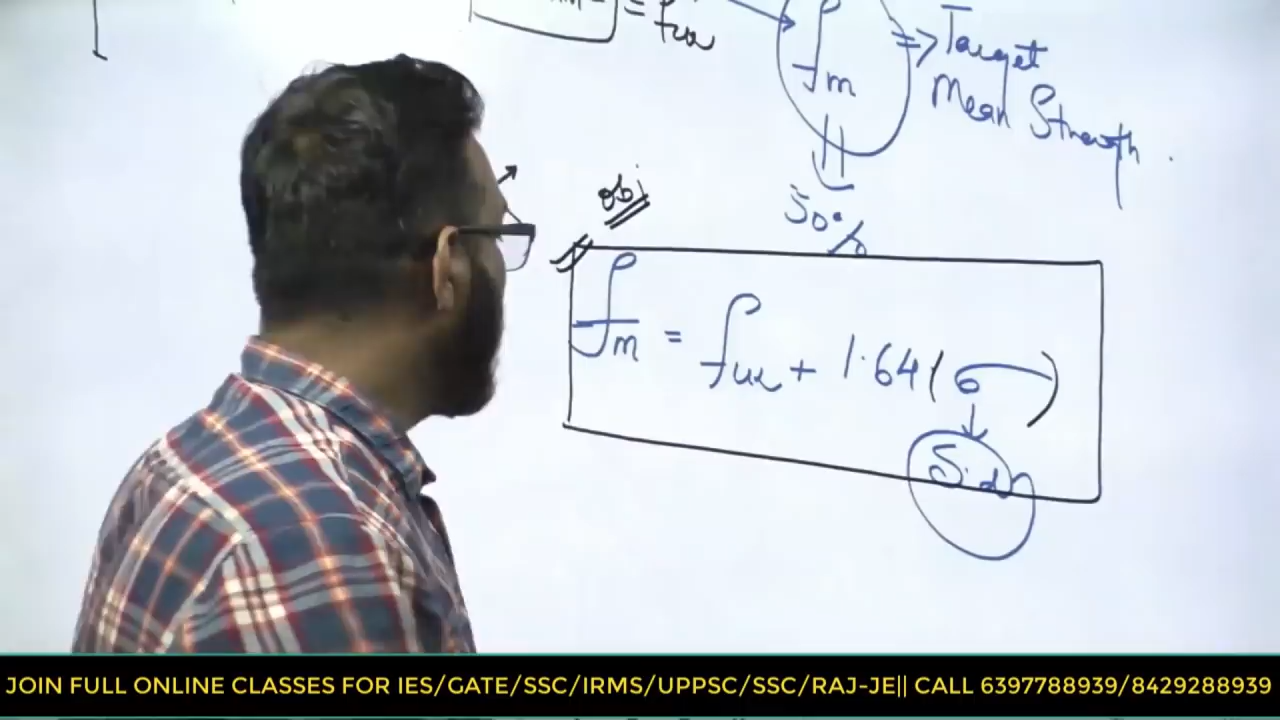 = fck
fm
Target
Mean Strength
50%
obj
fm = fck + 1.64(σ)
S.d
JOIN FULL ONLINE CLASSES FOR IES/GATE/SSC/IRMS/UPPSC/SSC/RAJ-JE|| CALL 6397788939/8429288939